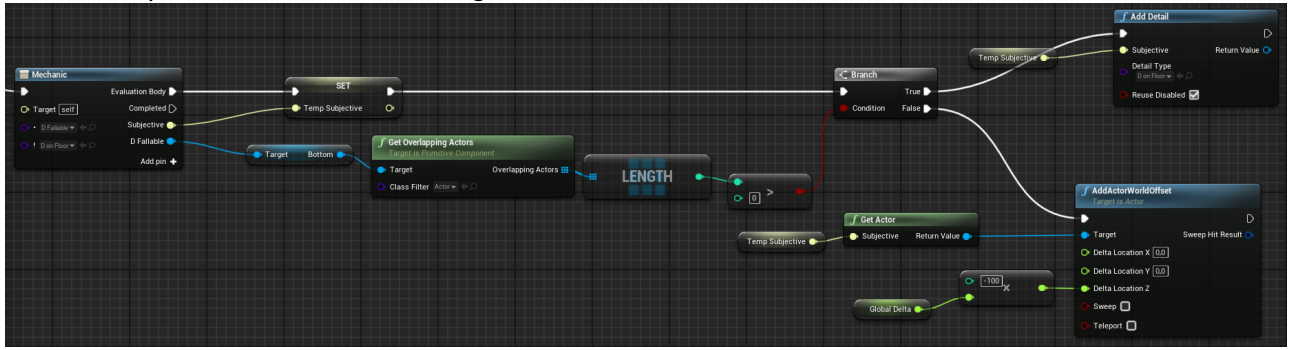 Mechanic
Evaluation Body
Target self
Completed
- D Fallable
Subjective
! D on Floor
D Fallable
Add pin +
SET
Temp Subjective
Target Bottom
Get Overlapping Actors
Target is Primitive Component
Target Overlapping Actors
Class Filter Actor
LENGTH
0 >
Branch
True
Condition False
Temp Subjective
Add Detail
Subjective Return Value
Detail Type
D on Floor
Reuse Disabled
Temp Subjective
Get Actor
Subjective Return Value
Global Delta
-100 ×
AddActorWorldOffset
Target is Actor
Target Sweep Hit Result
Delta Location X 0,0
Delta Location Y 0,0
Delta Location Z
Sweep
Teleport